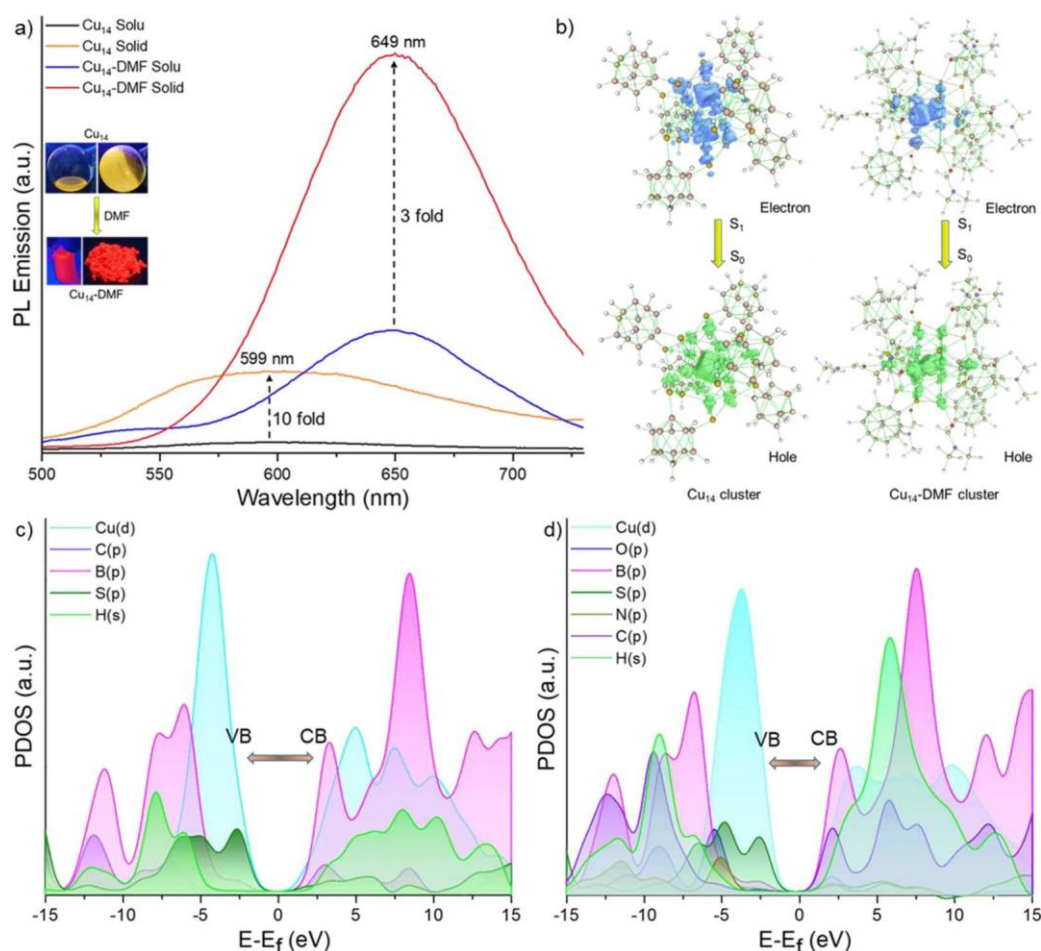 a)
Cu₁₄ Solu
Cu₁₄ Solid
Cu₁₄-DMF Solu
Cu₁₄-DMF Solid
649 nm
Cu₁₄
DMF
Cu₁₄-DMF
3 fold
599 nm
10 fold
PL Emission (a.u.)
500 550 600 650 700
Wavelength (nm)
b)
Electron
Electron
S₁
S₀
S₁
S₀
Hole
Hole
Cu₁₄ cluster
Cu₁₄-DMF cluster
c)
Cu(d)
C(p)
B(p)
S(p)
H(s)
VB CB
PDOS (a.u.)
-15 -10 -5 0 5 10 15
E-E_f (eV)
d)
Cu(d)
O(p)
B(p)
S(p)
N(p)
C(p)
H(s)
VB CB
PDOS (a.u.)
-15 -10 -5 0 5 10 15
E-E_f (eV)